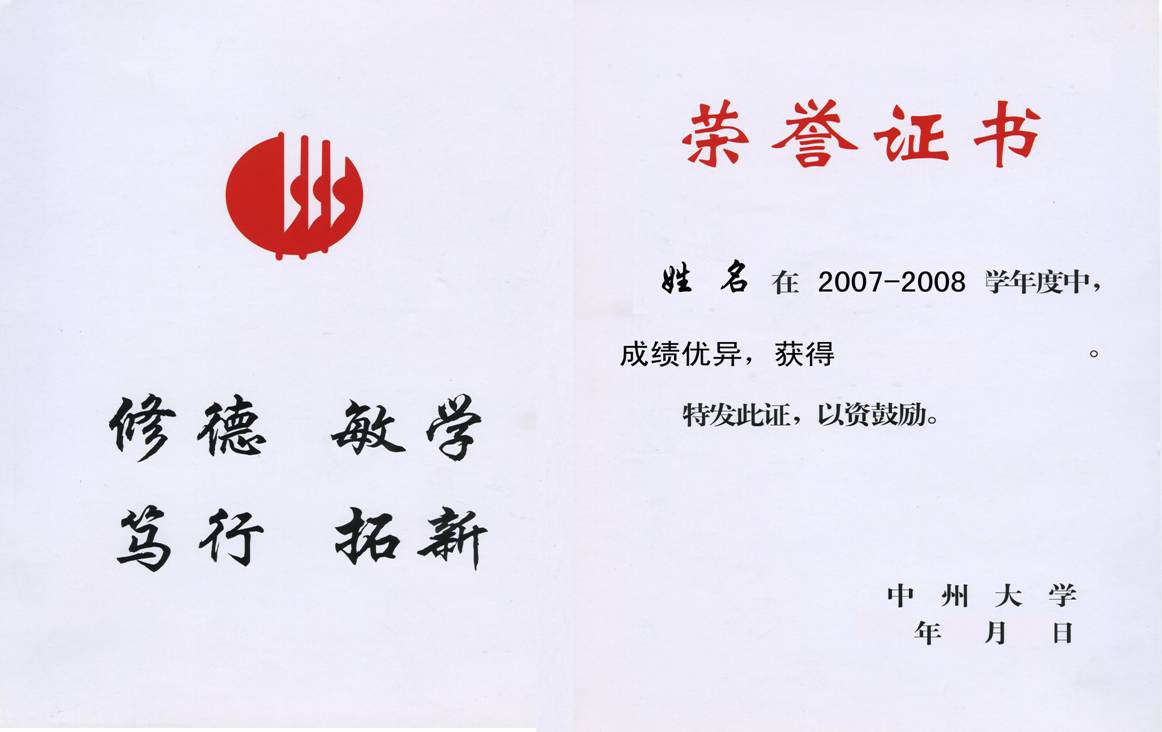 修德 敏学
笃行 拓新
荣誉证书
姓 名 在 2007-2008 学年度中，
成绩优异，获得 。
特发此证，以资鼓励。
中 州 大 学
年 月 日